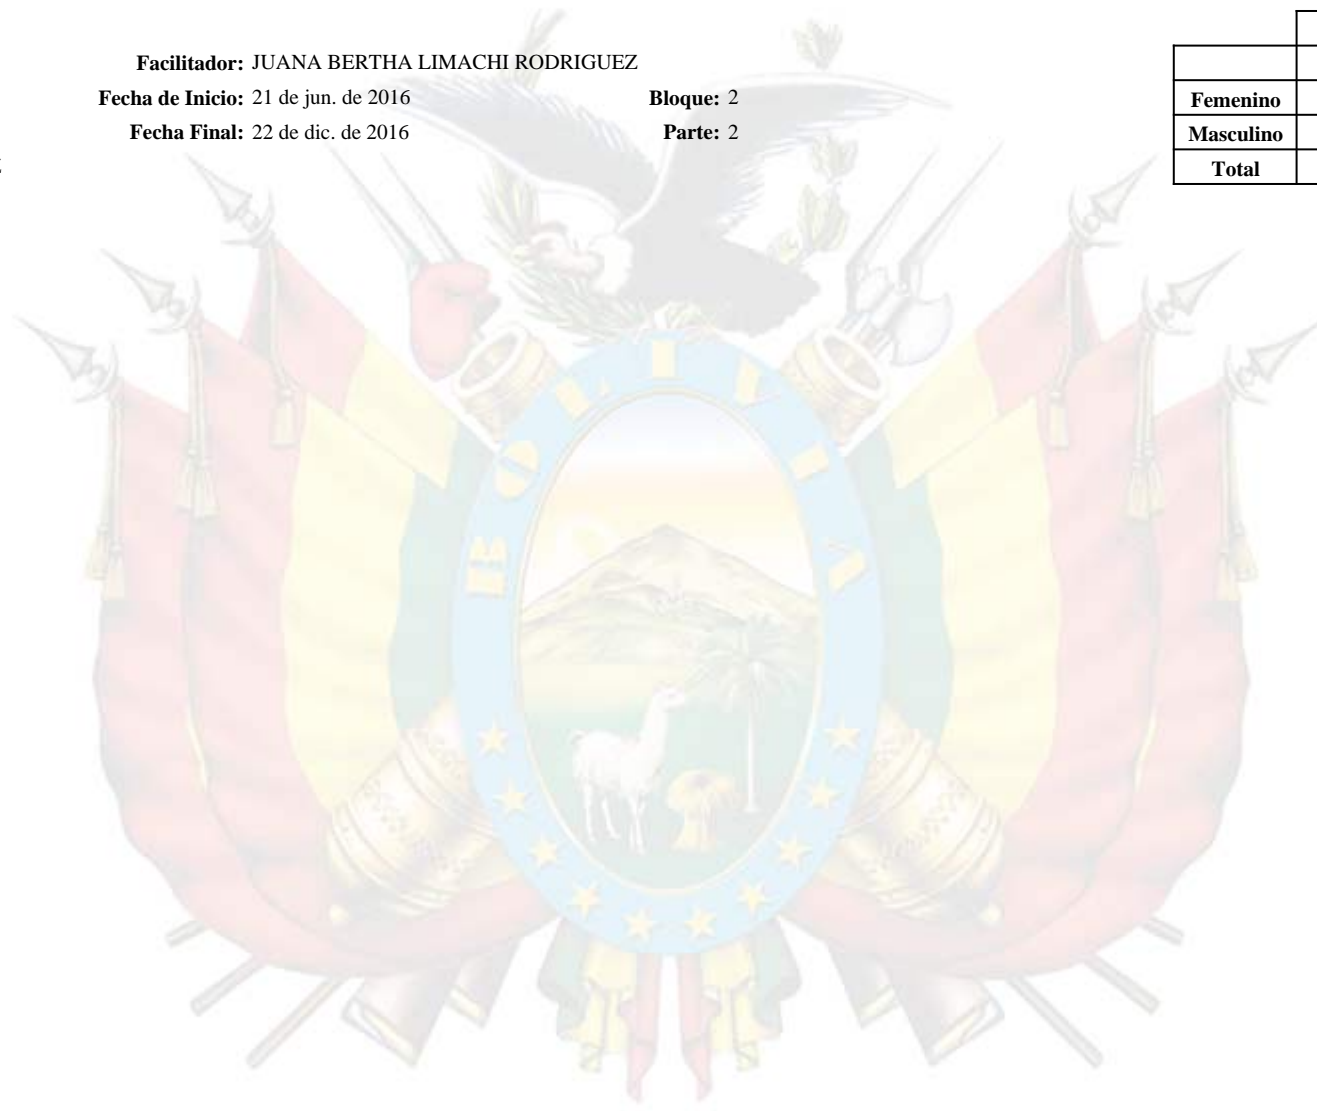 Facilitador: JUANA BERTHA LIMACHI RODRIGUEZ
Fecha de Inicio: 21 de jun. de 2016 Bloque: 2
Fecha Final: 22 de dic. de 2016 Parte: 2
Femenino
Masculino
Total
BOLIVIA